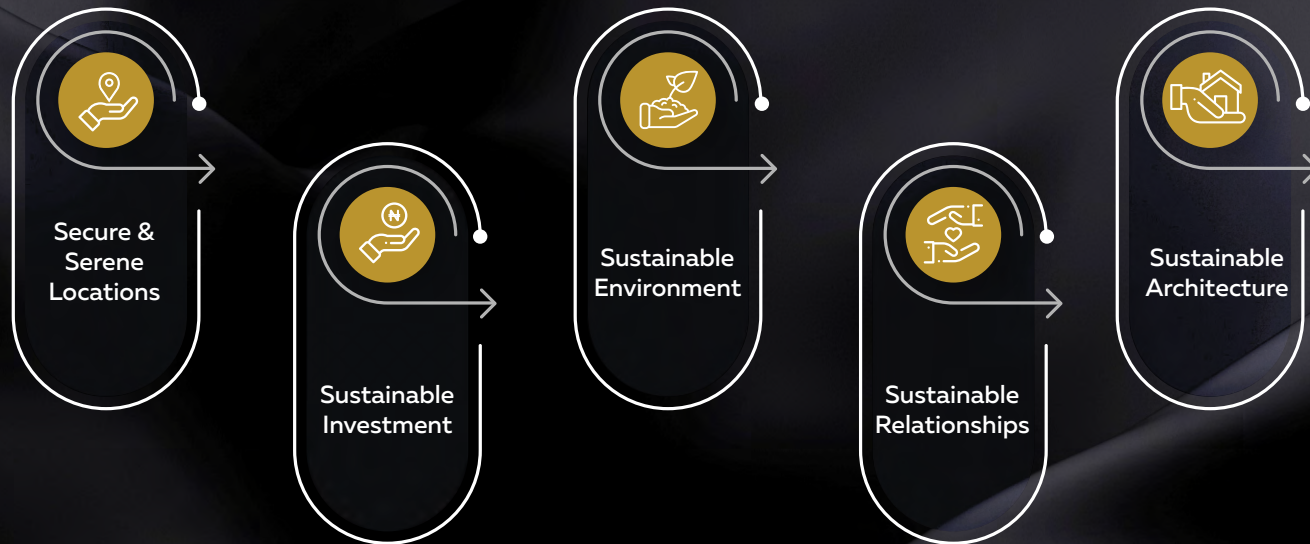 Secure &
Serene
Locations
₦
Sustainable
Investment
Sustainable
Environment
Sustainable
Relationships
Sustainable
Architecture